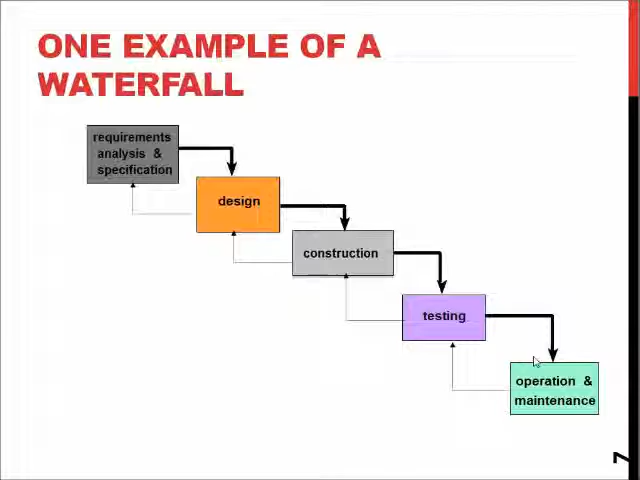 ONE EXAMPLE OF A
WATERFALL
requirements
analysis &
specification
design
construction
testing
operation &
maintenance
7